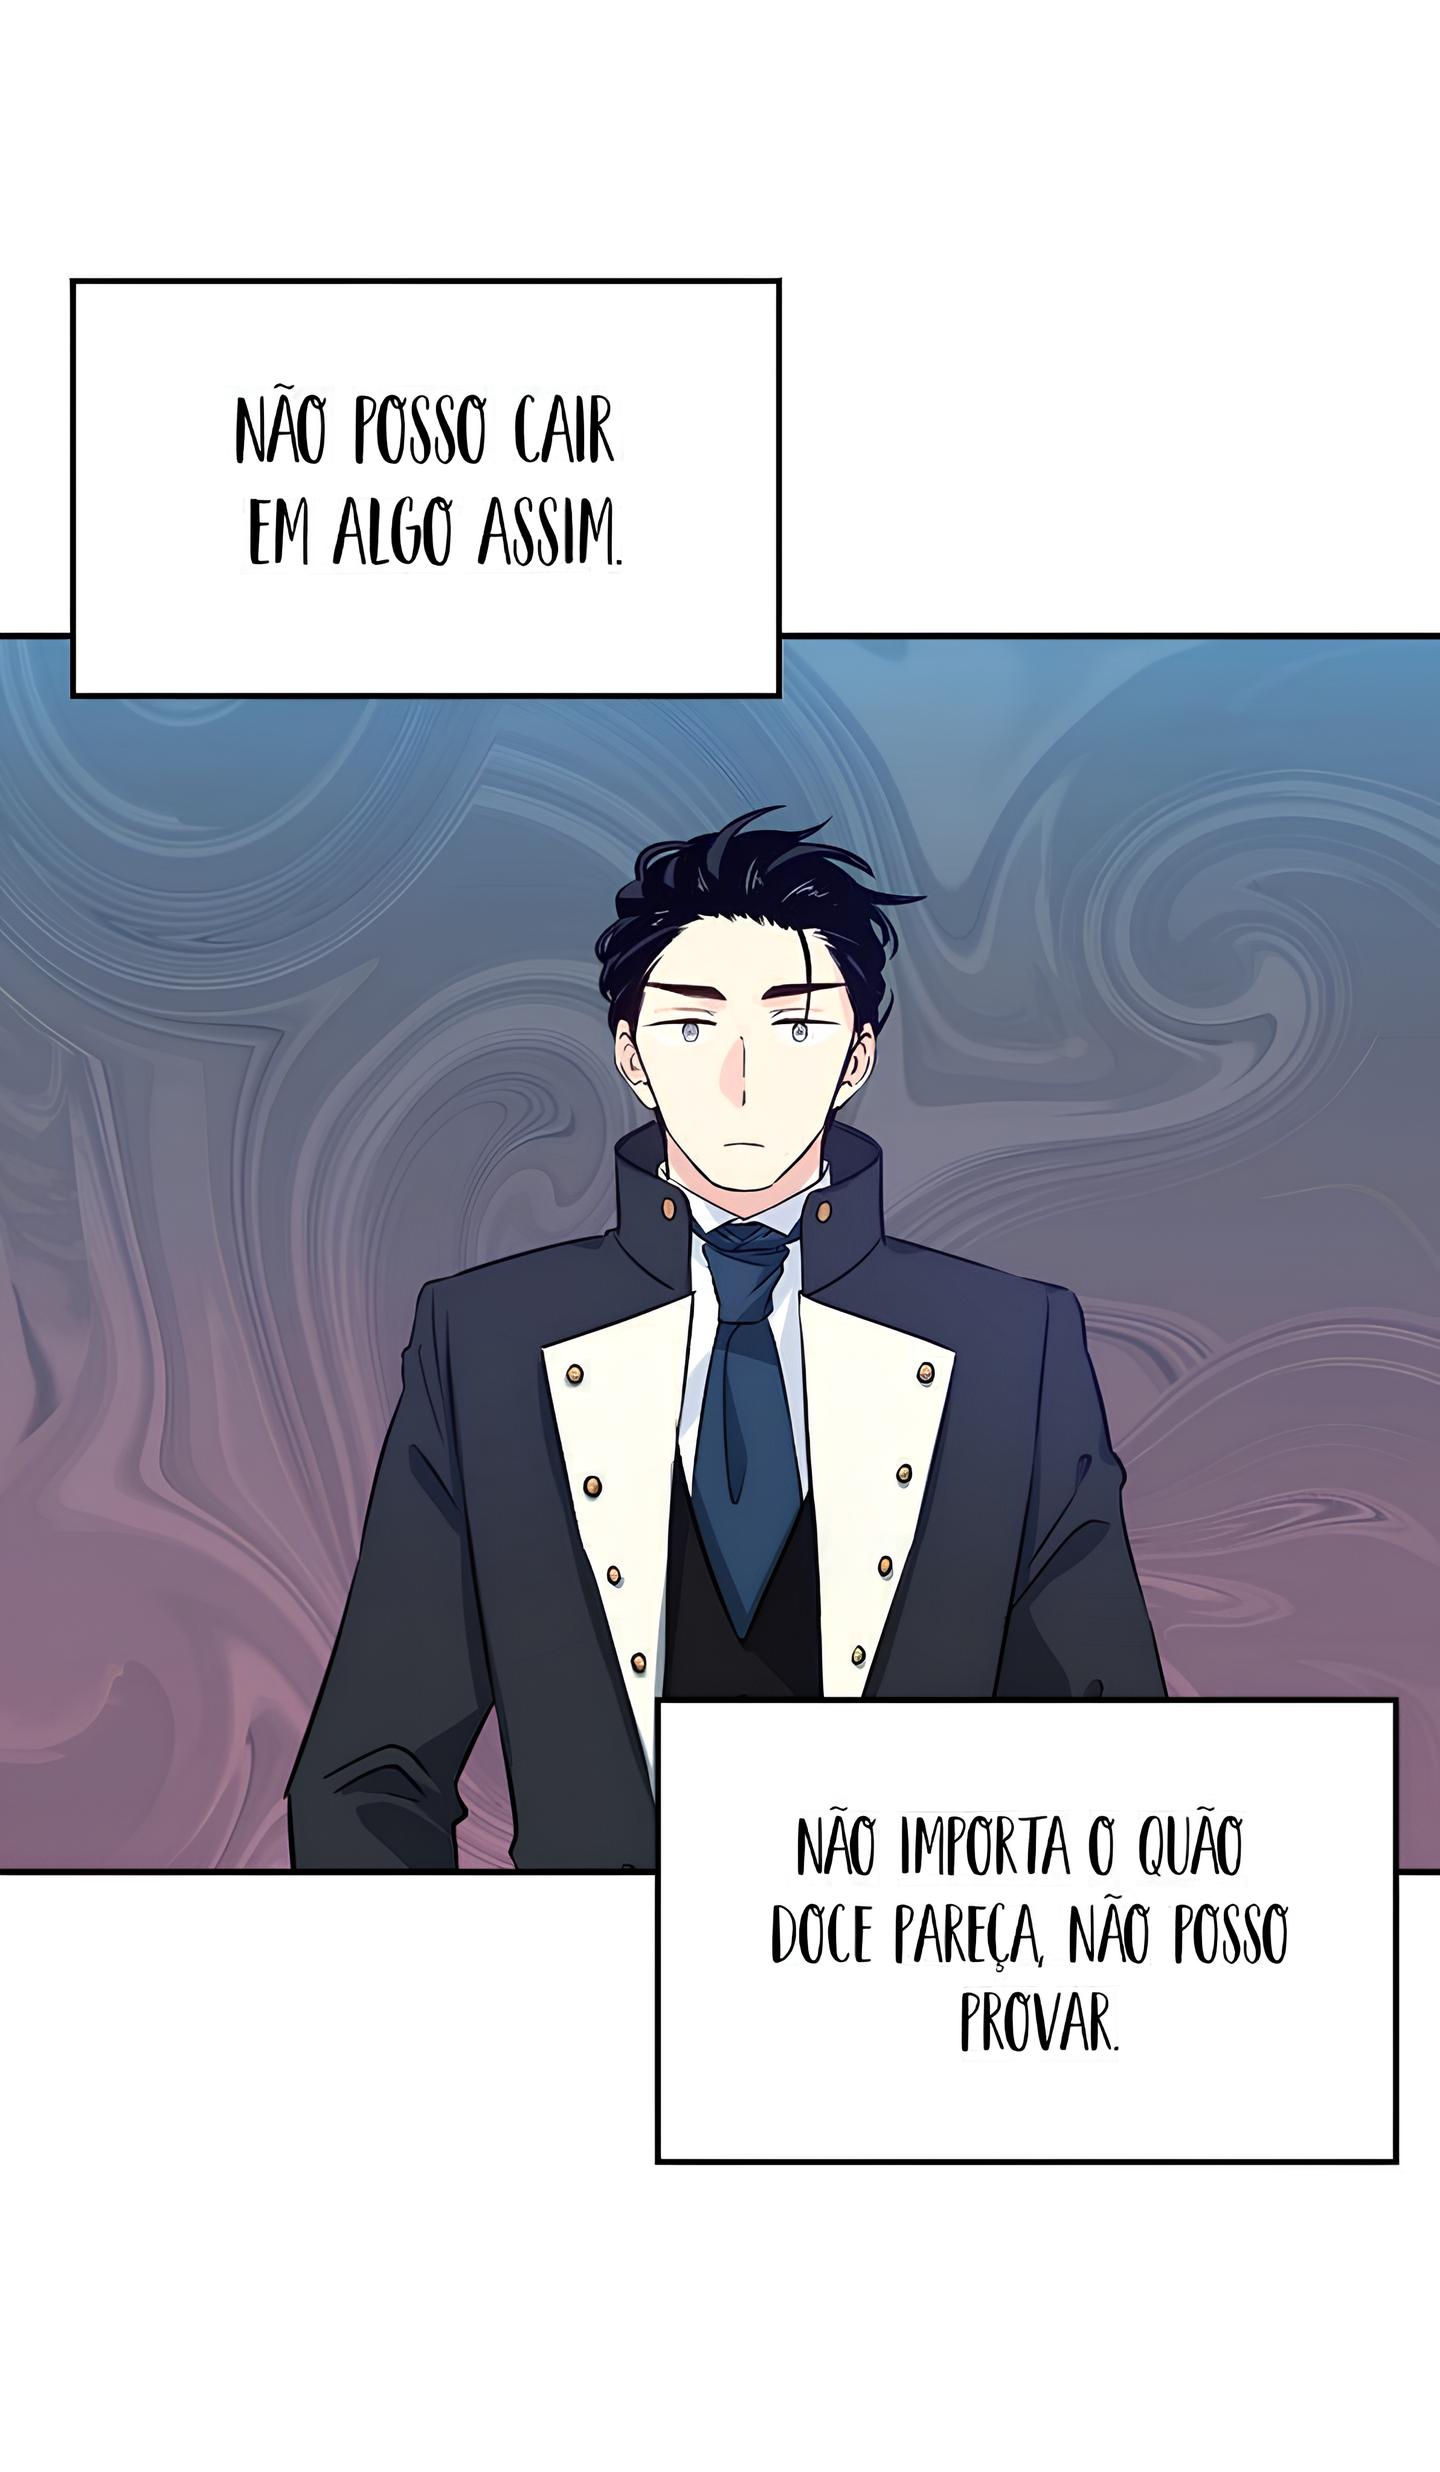 NÃO POSSO CAIR
EM ALGO ASSIM.
NÃO IMPORTA O QUÃO
DOCE PAREÇA, NÃO POSSO
PROVAR.